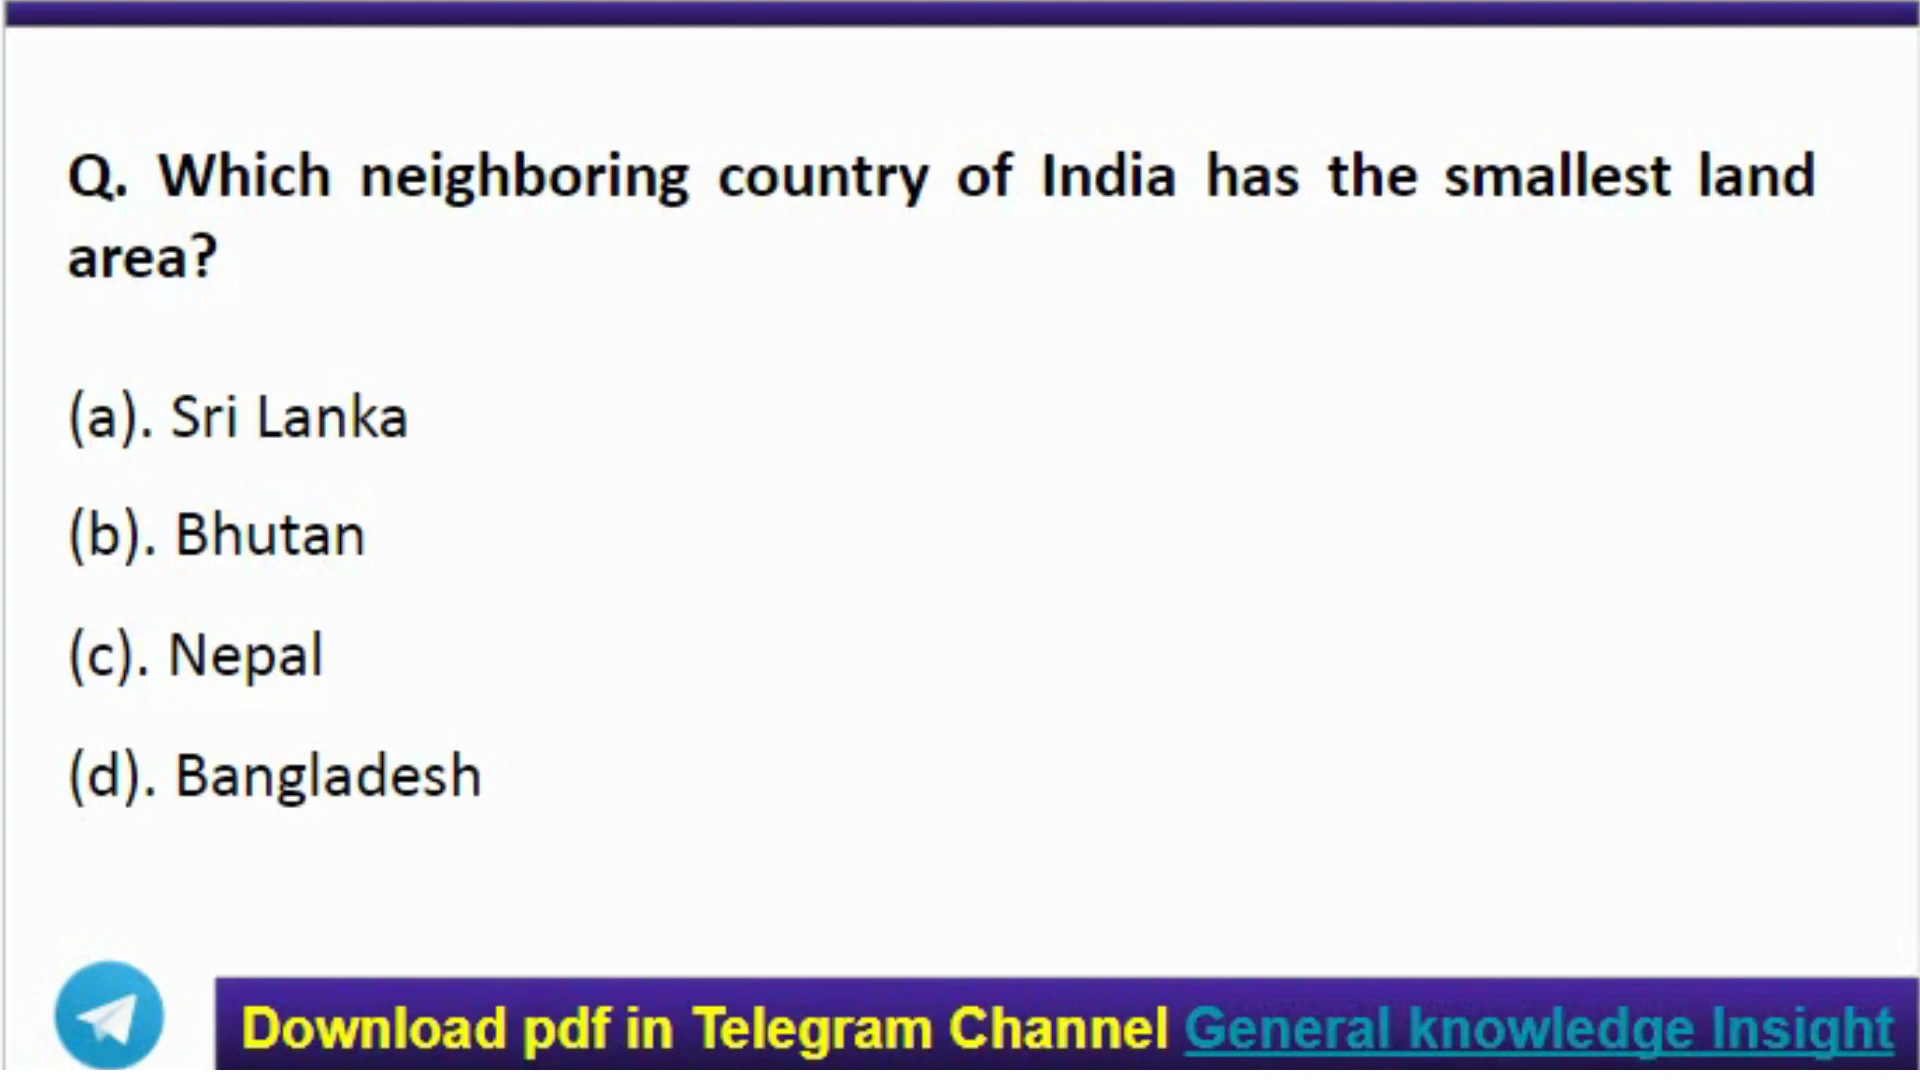 Q. Which neighboring country of India has the smallest land
area?
(a). Sri Lanka
(b). Bhutan
(c). Nepal
(d). Bangladesh
Download pdf in Telegram Channel General knowledge Insight